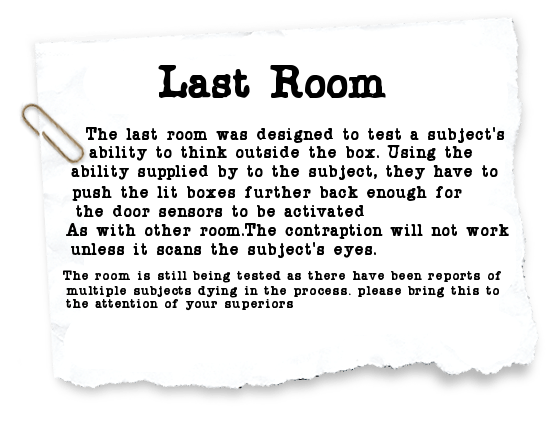 Last Room
The last room was designed to test a subject's
ability to think outside the box. Using the
ability supplied by to the subject, they have to
push the lit boxes further back enough for
the door sensors to be activated
As with other room.The contraption will not work
unless it scans the subject's eyes.
The room is still being tested as there have been reports of
multiple subjects dying in the process. please bring this to
the attention of your superiors